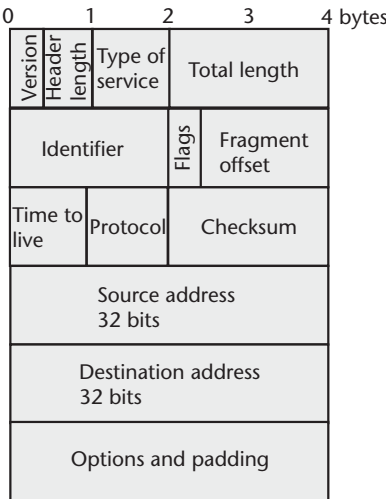 0 1 2 3 4 bytes
Version
Header
length
Type of
service
Total length
Identifier
Flags
Fragment
offset
Time to
live
Protocol
Checksum
Source address
32 bits
Destination address
32 bits
Options and padding